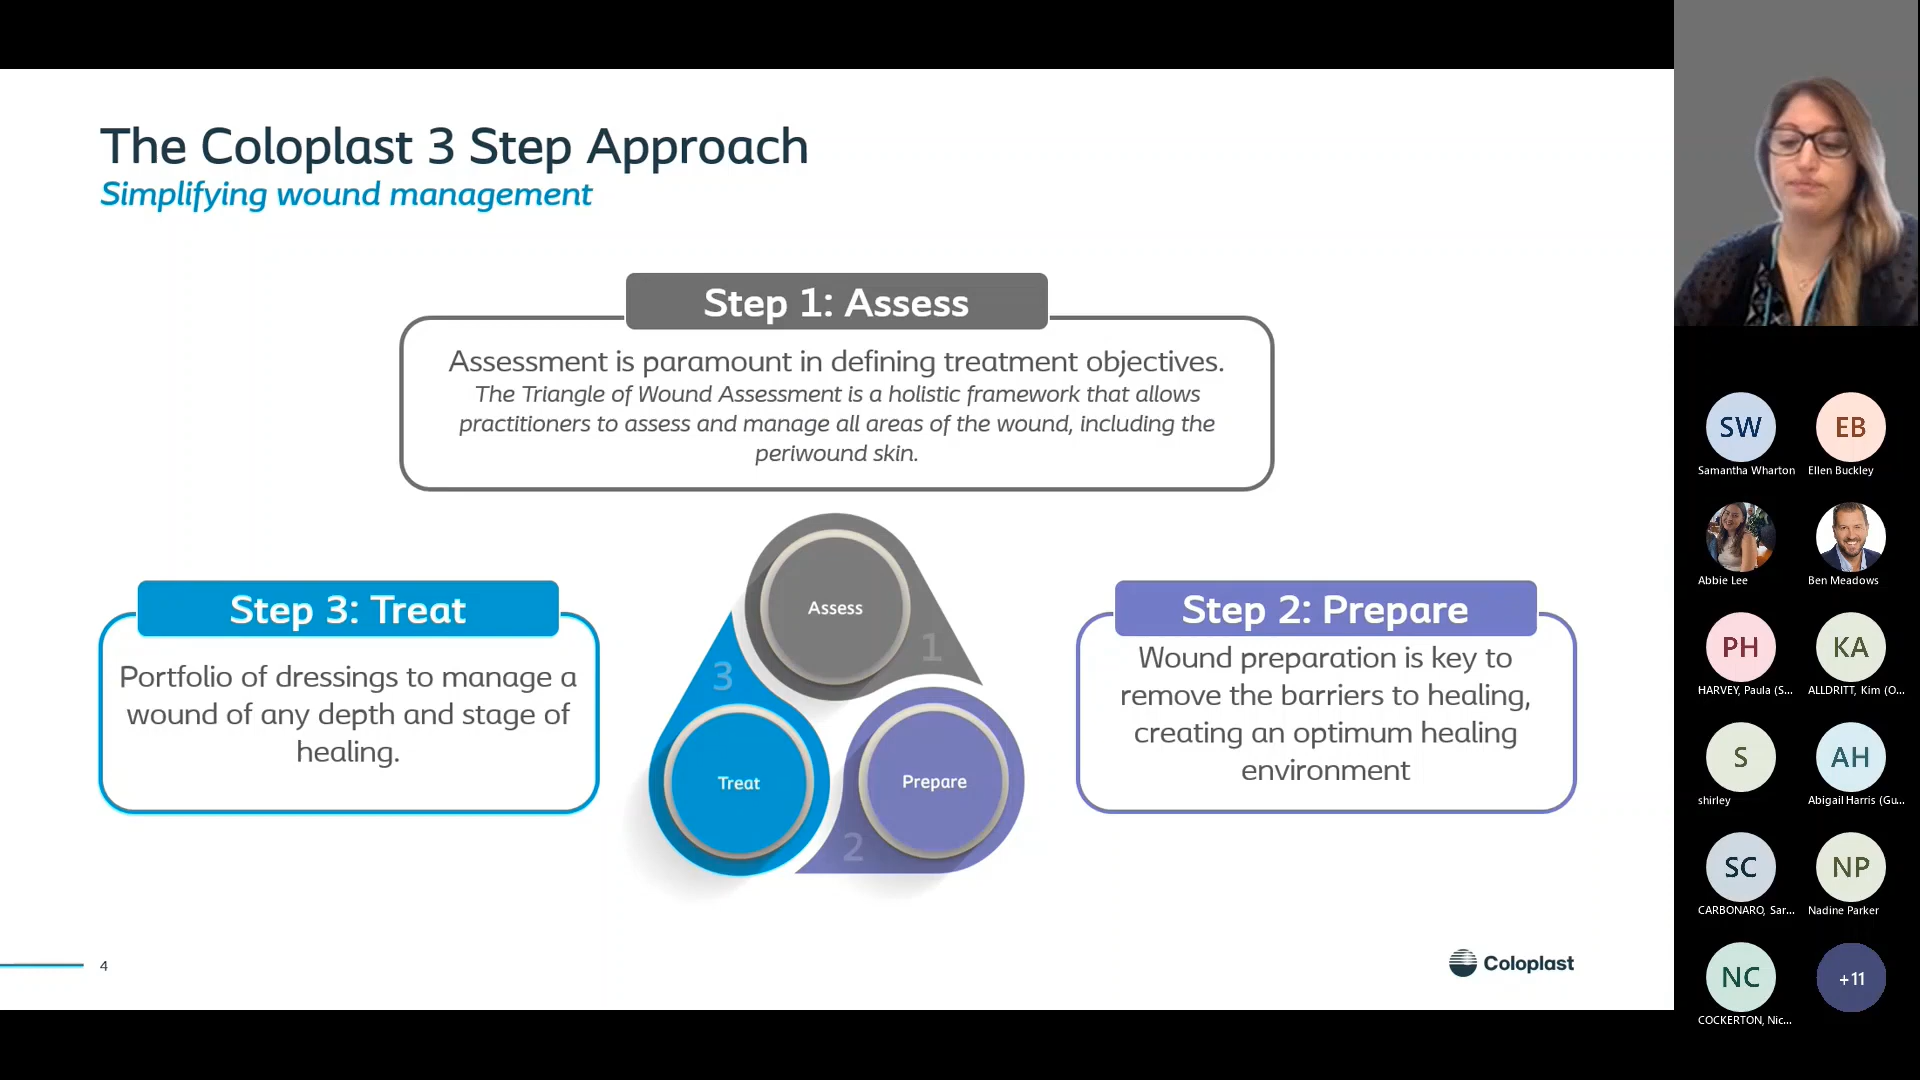 The Coloplast 3 Step Approach
Simplifying wound management
Step 1: Assess
Assessment is paramount in defining treatment objectives.
The Triangle of Wound Assessment is a holistic framework that allows
practitioners to assess and manage all areas of the wound, including the
periwound skin.
Step 3: Treat
Portfolio of dressings to manage a
wound of any depth and stage of
healing.
Assess
1
3
Treat
Prepare
2
Step 2: Prepare
Wound preparation is key to
remove the barriers to healing,
creating an optimum healing
environment
4
Coloplast
SW
Samantha Wharton
EB
Ellen Buckley
Abbie Lee
Ben Meadows
PH
HARVEY, Paula (S...
KA
ALLDRITT, Kim (O...
S
shirley
AH
Abigail Harris (Gu...
SC
CARBONARO, Sar...
NP
Nadine Parker
NC
COCKERTON, Nic...
+11